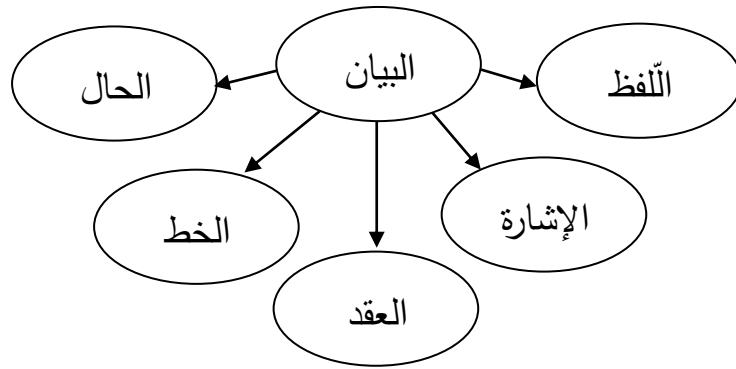 البيان
اللّفظ
الحال
الإشارة
الخط
العقد